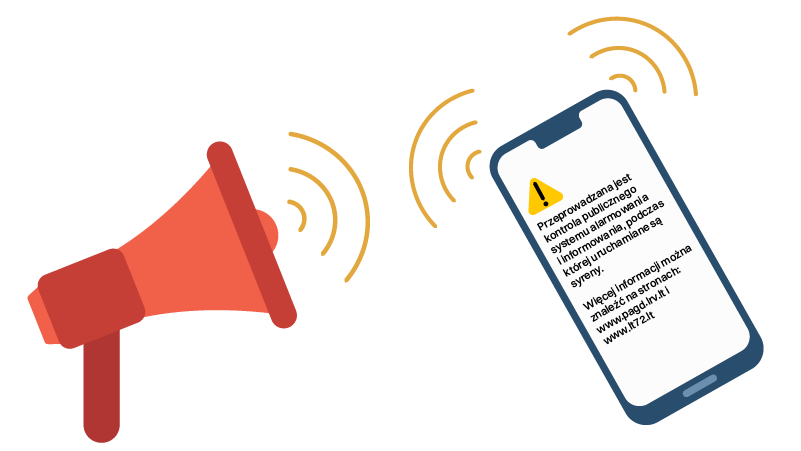 Przeprowadzana jest
kontrola publicznego
systemu alarmowania
i informowania, podczas
której uruchamiane są
syreny.
Więcej informacji można
znaleźć na stronach:
www.pagd.lrv.lt i
www.lt72.lt